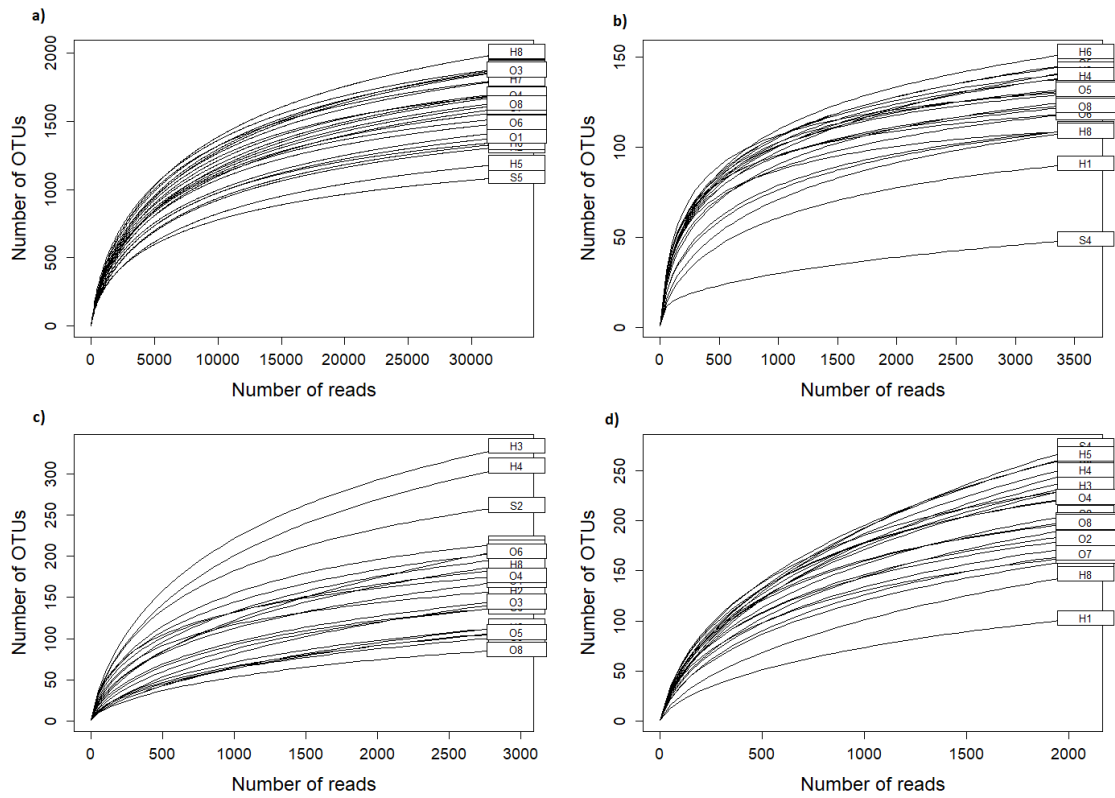 a)
Number of OTUs
2000
1500
1000
500
0
H8
O3
H7
O4
O8
O6
O1
H5
S5
0 5000 10000 15000 20000 25000 30000
Number of reads
b)
Number of OTUs
150
100
50
0
H6
H4
O5
O8
O6
H8
H1
S4
0 500 1000 1500 2000 2500 3000 3500
Number of reads
c)
Number of OTUs
300
250
200
150
100
50
0
H3
H4
S2
O6
H8
O4
H2
O3
O5
O8
0 500 1000 1500 2000 2500 3000
Number of reads
d)
Number of OTUs
250
200
150
100
50
0
S4
H5
H4
H3
O4
O8
O2
O7
H8
H1
0 500 1000 1500 2000
Number of reads